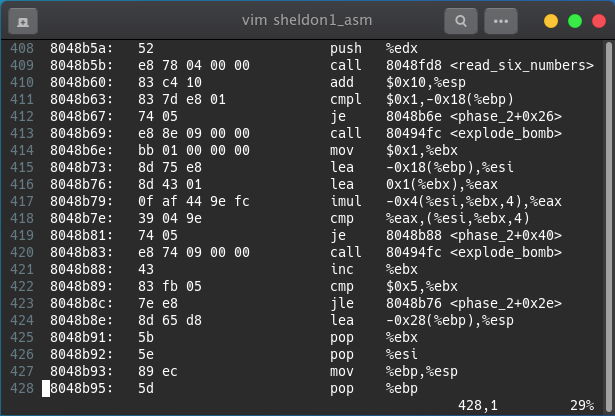 vim sheldon1_asm
408 8048b5a: 52 push %edx
409 8048b5b: e8 78 04 00 00 call 8048fd8 <read_six_numbers>
410 8048b60: 83 c4 10 add $0x10,%esp
411 8048b63: 83 7d e8 01 cmpl $0x1,-0x18(%ebp)
412 8048b67: 74 05 je 8048b6e <phase_2+0x26>
413 8048b69: e8 8e 09 00 00 call 80494fc <explode_bomb>
414 8048b6e: bb 01 00 00 00 mov $0x1,%ebx
415 8048b73: 8d 75 e8 lea -0x18(%ebp),%esi
416 8048b76: 8d 43 01 lea 0x1(%ebx),%eax
417 8048b79: 0f af 44 9e fc imul -0x4(%esi,%ebx,4),%eax
418 8048b7e: 39 04 9e cmp %eax,(%esi,%ebx,4)
419 8048b81: 74 05 je 8048b88 <phase_2+0x40>
420 8048b83: e8 74 09 00 00 call 80494fc <explode_bomb>
421 8048b88: 43 inc %ebx
422 8048b89: 83 fb 05 cmp $0x5,%ebx
423 8048b8c: 7e e8 jle 8048b76 <phase_2+0x2e>
424 8048b8e: 8d 65 d8 lea -0x28(%ebp),%esp
425 8048b91: 5b pop %ebx
426 8048b92: 5e pop %esi
427 8048b93: 89 ec mov %ebp,%esp
428 8048b95: 5d pop %ebp
428,1 29%